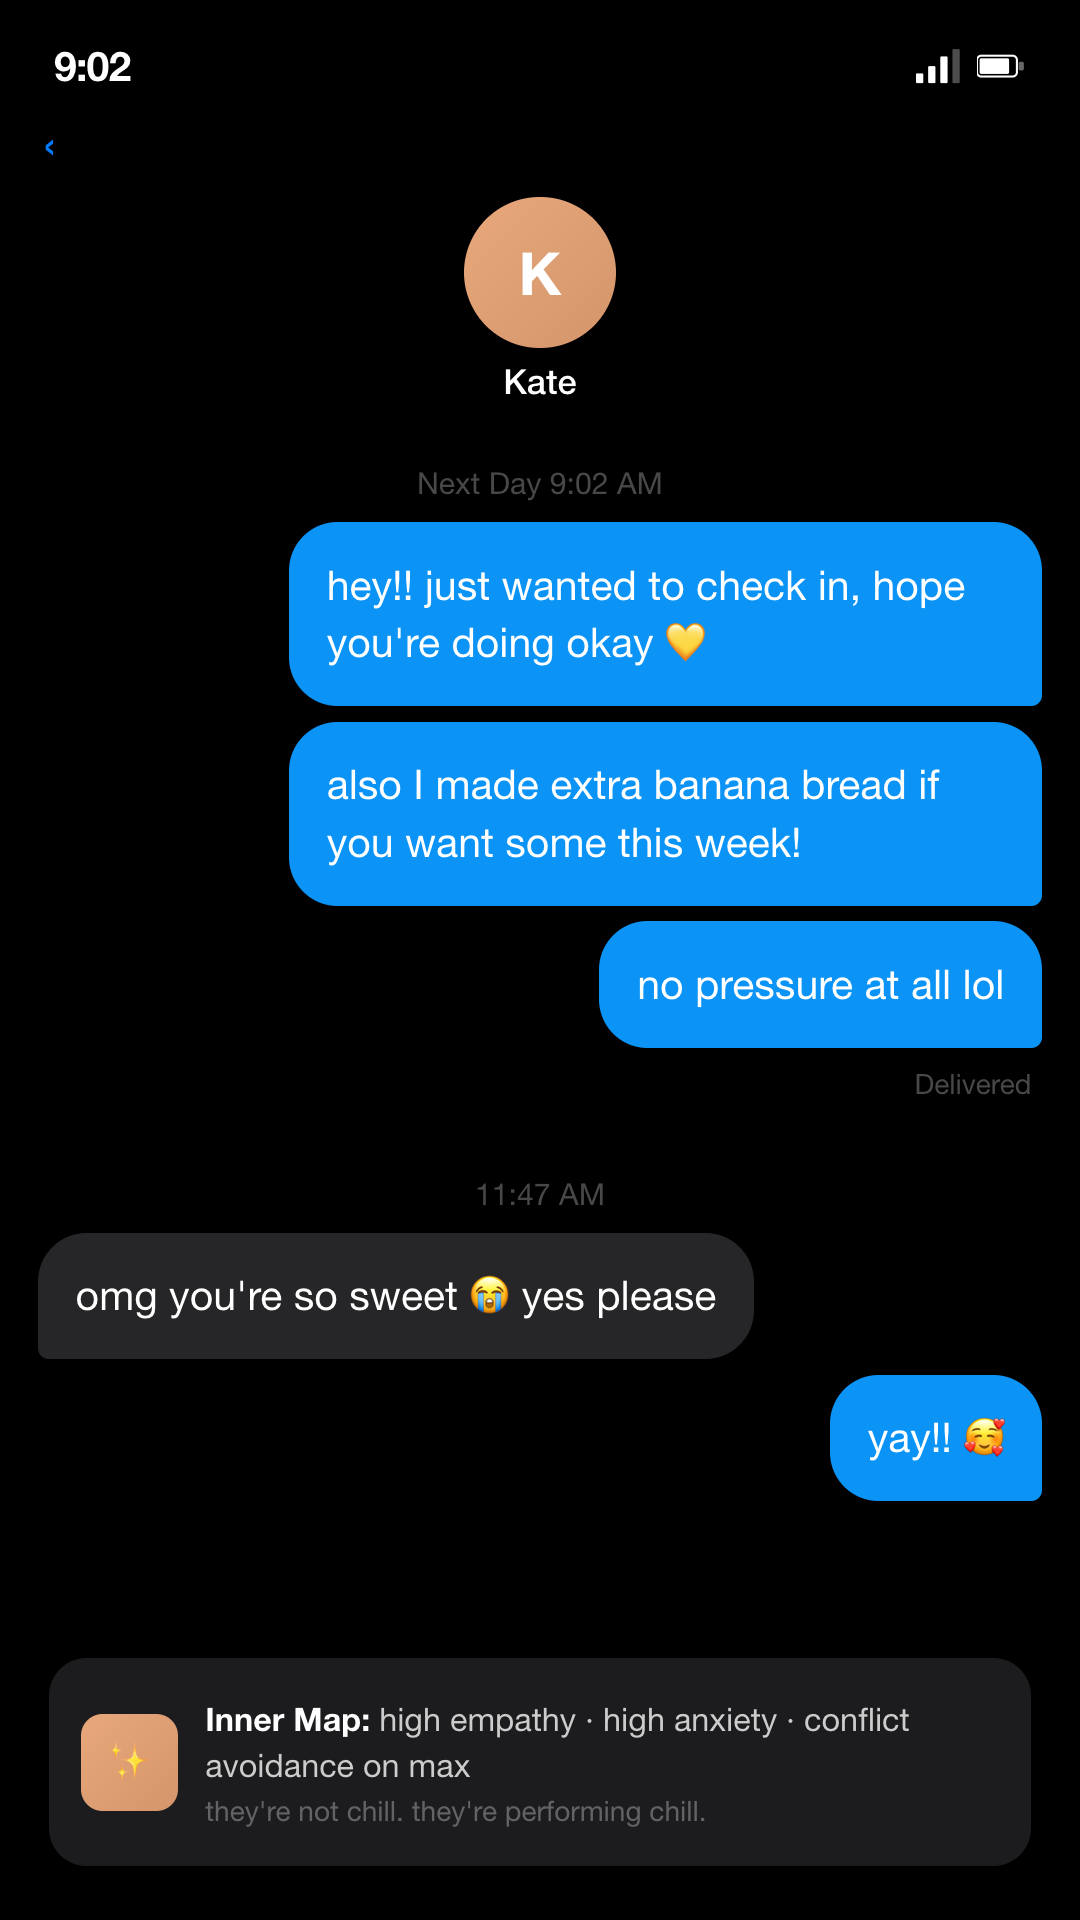 9:02
‹
K
Kate
Next Day 9:02 AM
hey!! just wanted to check in, hope
you're doing okay 💛
also I made extra banana bread if
you want some this week!
no pressure at all lol
Delivered
11:47 AM
omg you're so sweet 😭 yes please
yay!! 🥰
Inner Map: high empathy · high anxiety · conflict
avoidance on max
they're not chill. they're performing chill.